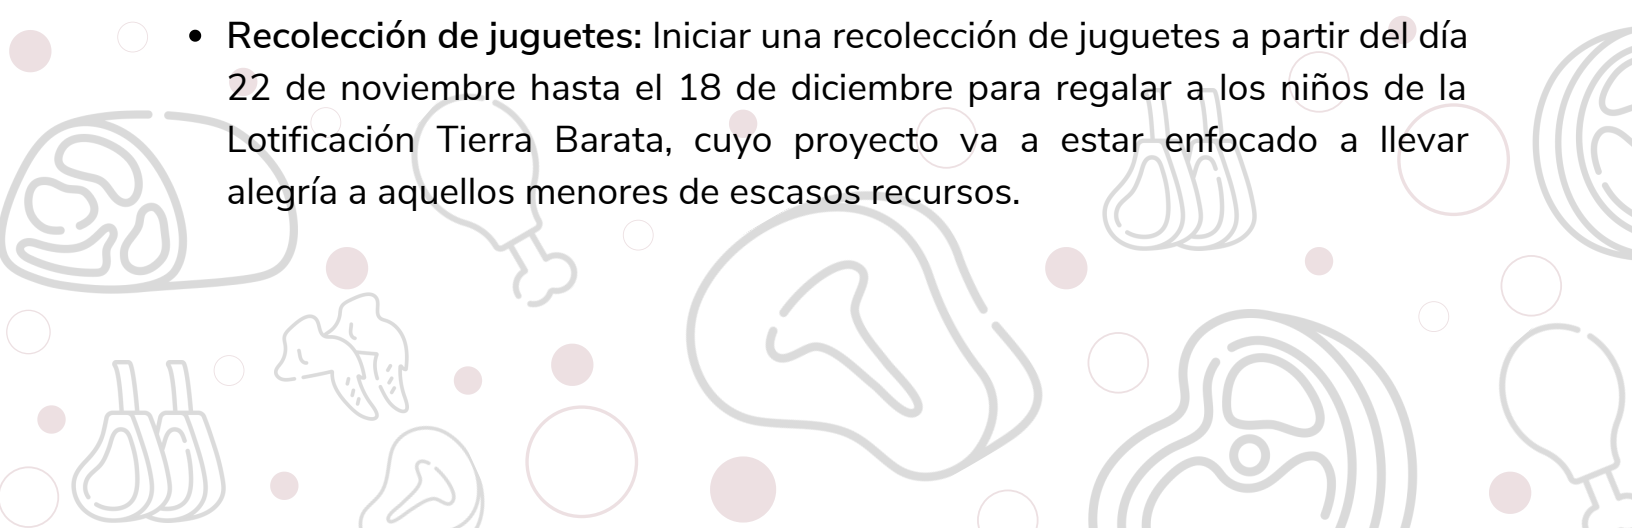 • Recolección de juguetes: Iniciar una recolección de juguetes a partir del día
22 de noviembre hasta el 18 de diciembre para regalar a los niños de la
Lotificación Tierra Barata, cuyo proyecto va a estar enfocado a llevar
alegría a aquellos menores de escasos recursos.